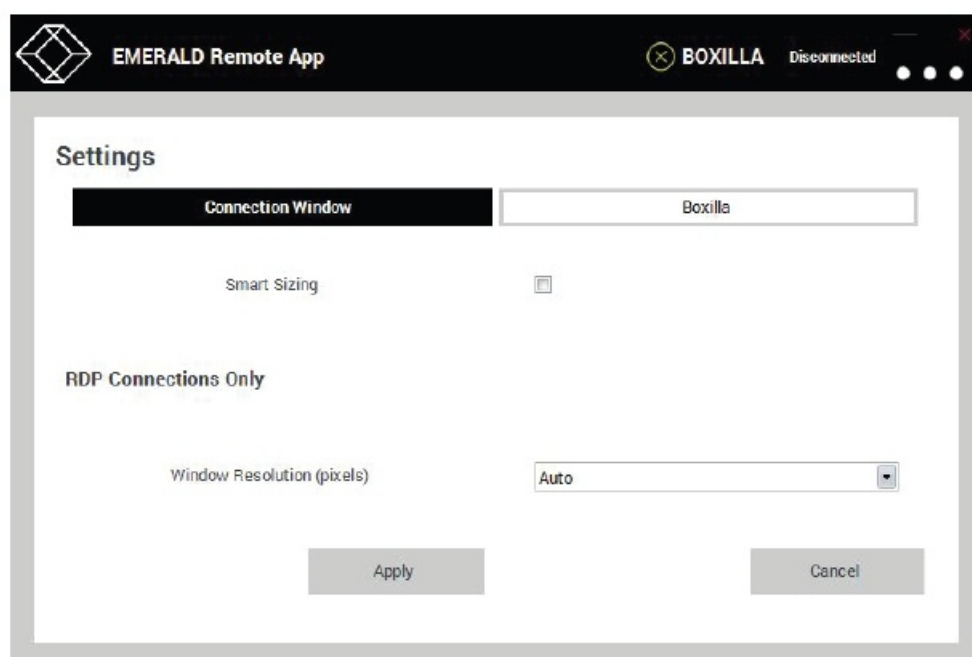 EMERALD Remote App BOXILLA Disconnected
Settings
Connection Window Boxilla
Smart Sizing
RDP Connections Only
Window Resolution (pixels) Auto
Apply Cancel